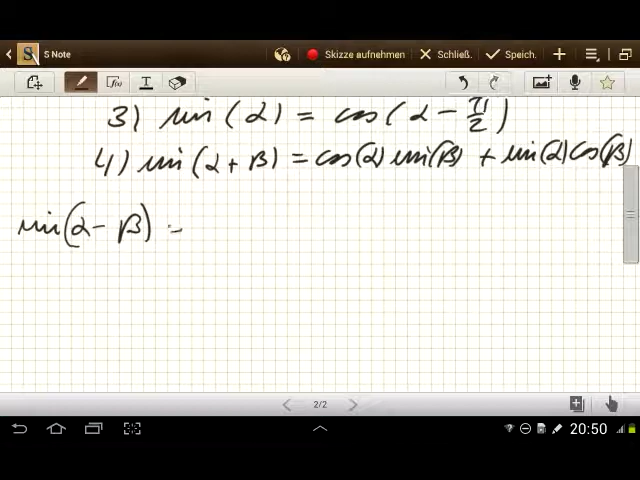 S Note
Skizze aufnehmen
Schließ.
Speich.
3) sin(α) = cos(α - π/2)
4) sin(α + β) = cos(α) sin(β) + sin(α) cos(β)
sin(α - β) =
2/2
20:50